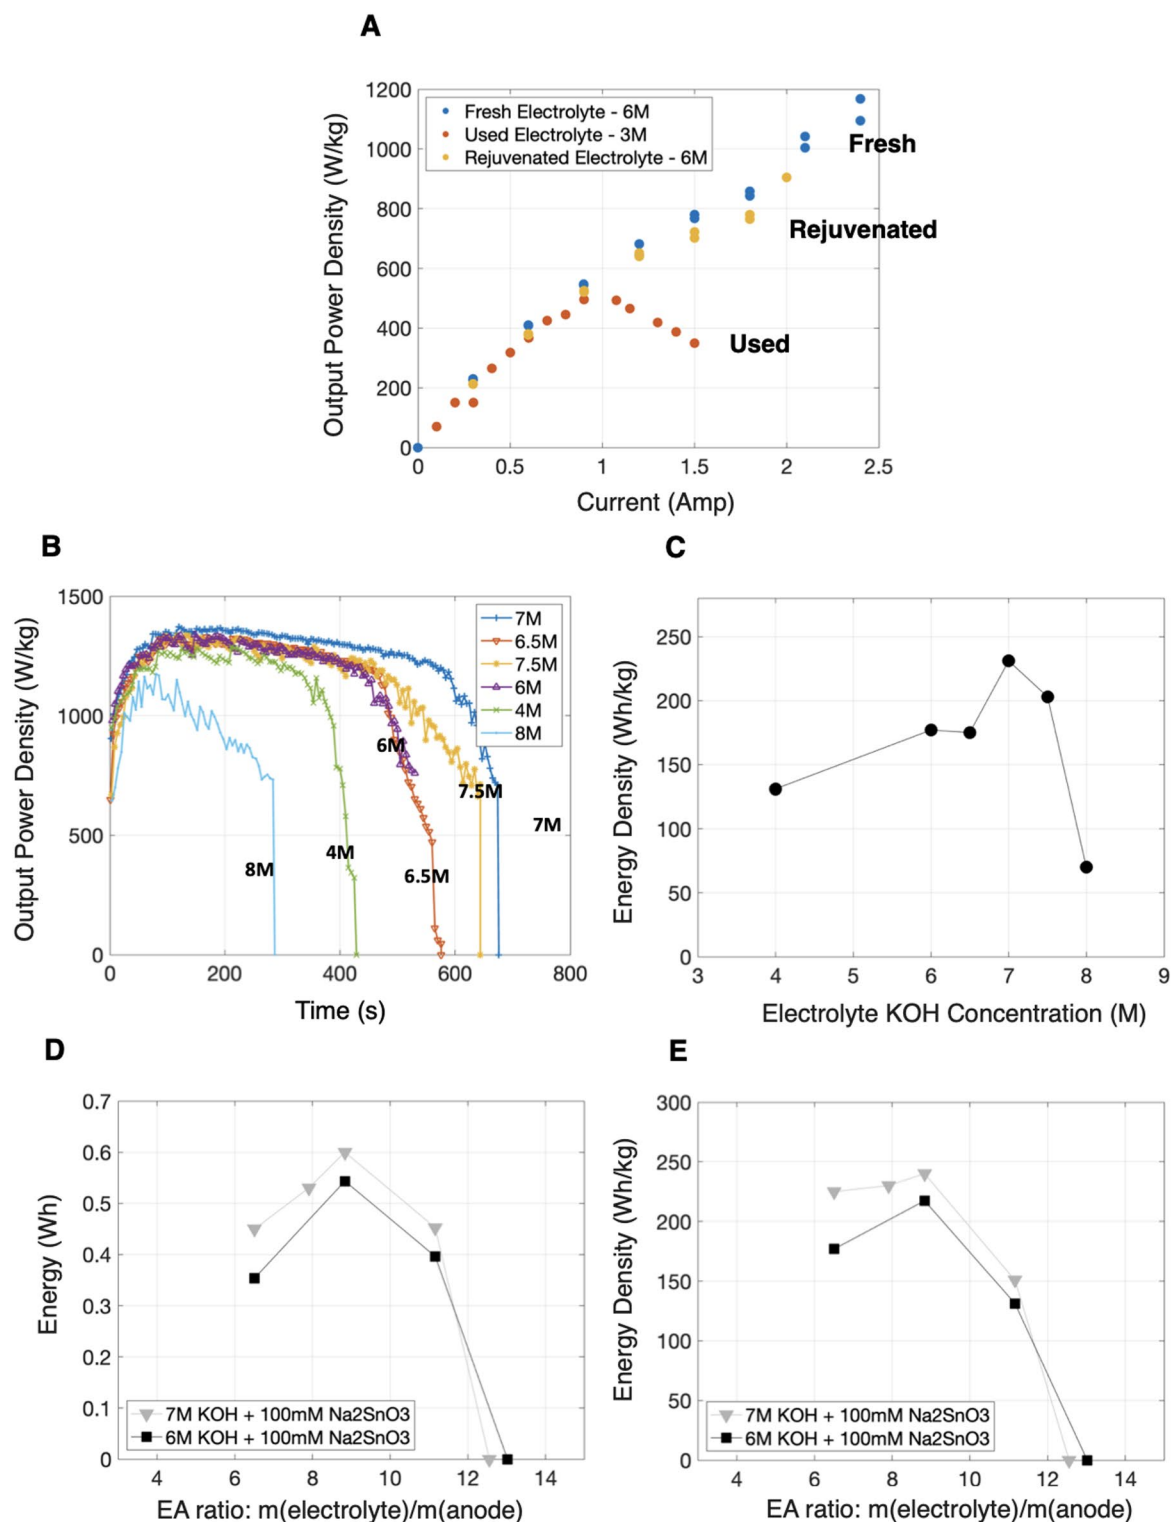 A
Output Power Density (W/kg)
1200
1000
800
600
400
200
0
Fresh Electrolyte - 6M
Used Electrolyte - 3M
Rejuvenated Electrolyte - 6M
Fresh
Rejuvenated
Used
0 0.5 1 1.5 2 2.5
Current (Amp)
B
Output Power Density (W/kg)
1500
1000
500
0
7M
6.5M
7.5M
6M
4M
8M
6M
7.5M
7M
4M
8M
6.5M
0 200 400 600 800
Time (s)
C
Energy Density (Wh/kg)
250
200
150
100
50
0
3 4 5 6 7 8 9
Electrolyte KOH Concentration (M)
D
Energy (Wh)
0.7
0.6
0.5
0.4
0.3
0.2
0.1
0
7M KOH + 100mM Na2SnO3
6M KOH + 100mM Na2SnO3
4 6 8 10 12 14
EA ratio: m(electrolyte)/m(anode)
E
Energy Density (Wh/kg)
300
250
200
150
100
50
0
7M KOH + 100mM Na2SnO3
6M KOH + 100mM Na2SnO3
4 6 8 10 12 14
EA ratio: m(electrolyte)/m(anode)